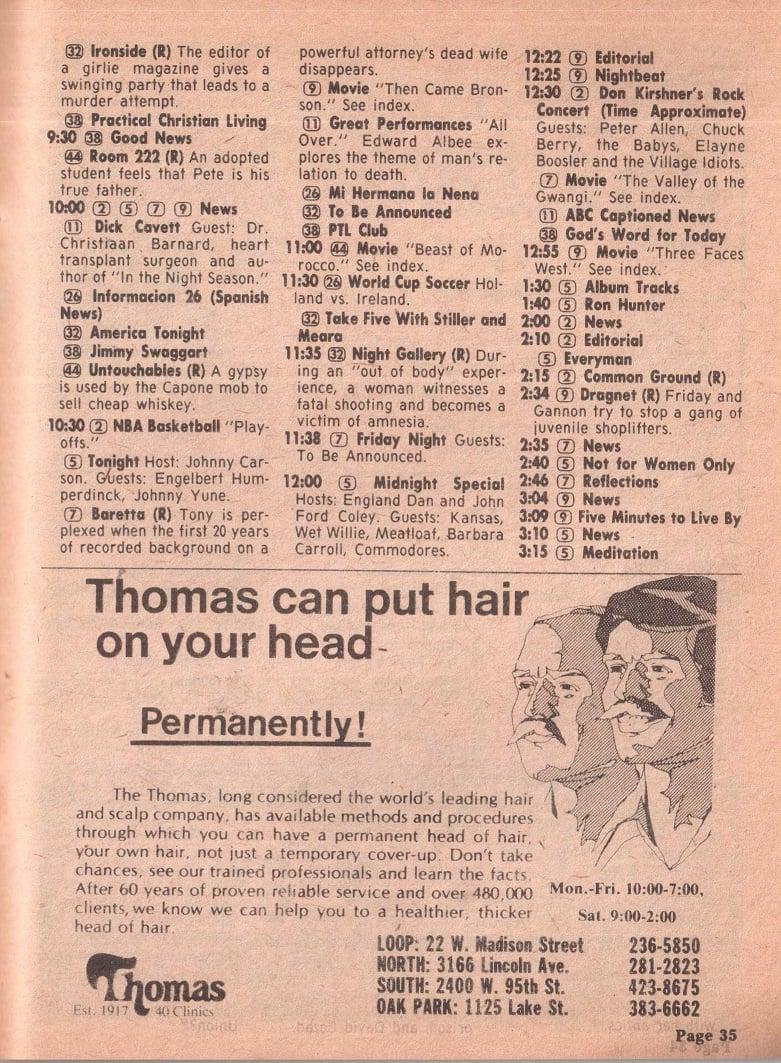 ㉜ Ironside (R) The editor of
a girlie magazine gives a
swinging party that leads to a
murder attempt.
㊳ Practical Christian Living
9:30 ㊳ Good News
㊹ Room 222 (R) An adopted
student feels that Pete is his
true father.
10:00 ② ⑤ ⑦ ⑨ News
⑪ Dick Cavett Guest: Dr.
Christiaan Barnard, heart
transplant surgeon and au-
thor of "In the Night Season."
㉖ Informacion 26 (Spanish
News)
㉜ America Tonight
㊳ Jimmy Swaggart
㊹ Untouchables (R) A gypsy
is used by the Capone mob to
sell cheap whiskey.
10:30 ② NBA Basketball "Play-
offs."
⑤ Tonight Host: Johnny Car-
son. Guests: Engelbert Hum-
perdinck, Johnny Yune.
⑦ Baretta (R) Tony is per-
plexed when the first 20 years
of recorded background on a
powerful attorney's dead wife
disappears.
⑨ Movie "Then Came Bron-
son." See index.
⑪ Great Performances "All
Over." Edward Albee ex-
plores the theme of man's re-
lation to death.
㉖ Mi Hermana la Nena
㉜ To Be Announced
㊳ PTL Club
11:00 ㊹ Movie "Beast of Mo-
rocco." See index.
11:30 ㉖ World Cup Soccer Hol-
land vs. Ireland.
㉜ Take Five With Stiller and
Meara
11:35 ㉜ Night Gallery (R) Dur-
ing an "out of body" exper-
ience, a woman witnesses a
fatal shooting and becomes a
victim of amnesia.
11:38 ⑦ Friday Night Guests:
To Be Announced.
12:00 ⑤ Midnight Special
Hosts: England Dan and John
Ford Coley. Guests: Kansas,
Wet Willie, Meatloaf, Barbara
Carroll, Commodores.
12:22 ⑨ Editorial
12:25 ⑨ Nightbeat
12:30 ② Don Kirshner's Rock
Concert (Time Approximate)
Guests: Peter Allen, Chuck
Berry, the Babys, Elayne
Boosler and the Village Idiots.
⑦ Movie "The Valley of the
Gwangi." See index.
⑪ ABC Captioned News
㊳ God's Word for Today
12:55 ⑨ Movie "Three Faces
West." See index.
1:30 ⑤ Album Tracks
1:40 ⑤ Ron Hunter
2:00 ② News
2:10 ② Editorial
⑤ Everyman
2:15 ② Common Ground (R)
2:34 ⑨ Dragnet (R) Friday and
Gannon try to stop a gang of
juvenile shoplifters.
2:35 ⑦ News
2:40 ⑤ Not for Women Only
2:46 ⑦ Reflections
3:04 ⑨ News
3:09 ⑨ Five Minutes to Live By
3:10 ⑤ News
3:15 ⑤ Meditation
Thomas can put hair
on your head-
Permanently!
The Thomas, long considered the world's leading hair
and scalp company, has available methods and procedures
through which you can have a permanent head of hair,
your own hair, not just a temporary cover-up. Don't take
chances, see our trained professionals and learn the facts.
After 60 years of proven reliable service and over 480,000
clients, we know we can help you to a healthier, thicker
head of hair.
Mon.-Fri. 10:00-7:00,
Sat. 9:00-2:00
LOOP: 22 W. Madison Street 236-5850
NORTH: 3166 Lincoln Ave. 281-2823
SOUTH: 2400 W. 95th St. 423-8675
OAK PARK: 1125 Lake St. 383-6662
Thomas
Est. 1917 40 Clinics
Page 35